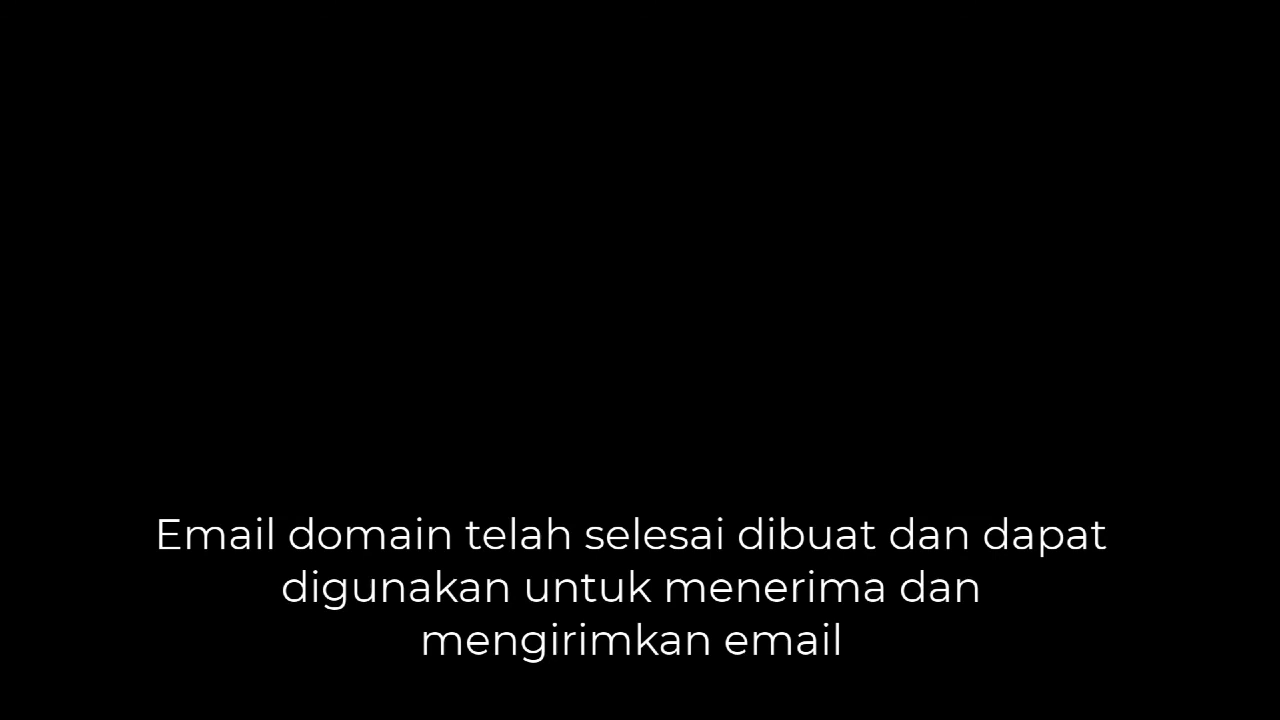 Email domain telah selesai dibuat dan dapat
digunakan untuk menerima dan
mengirimkan email